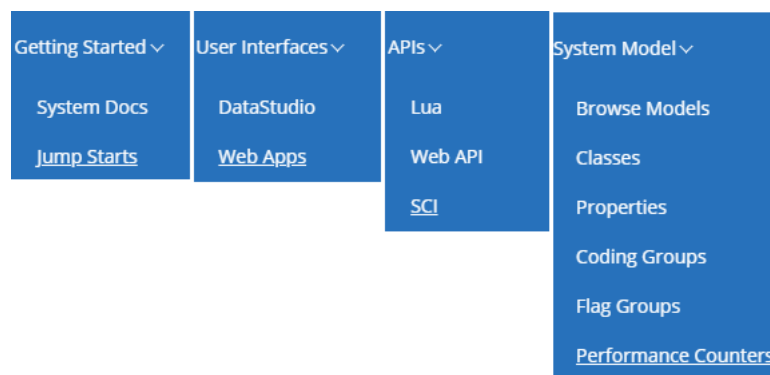 Getting Started
System Docs
Jump Starts
User Interfaces
DataStudio
Web Apps
APIs
Lua
Web API
SCI
System Model
Browse Models
Classes
Properties
Coding Groups
Flag Groups
Performance Counters